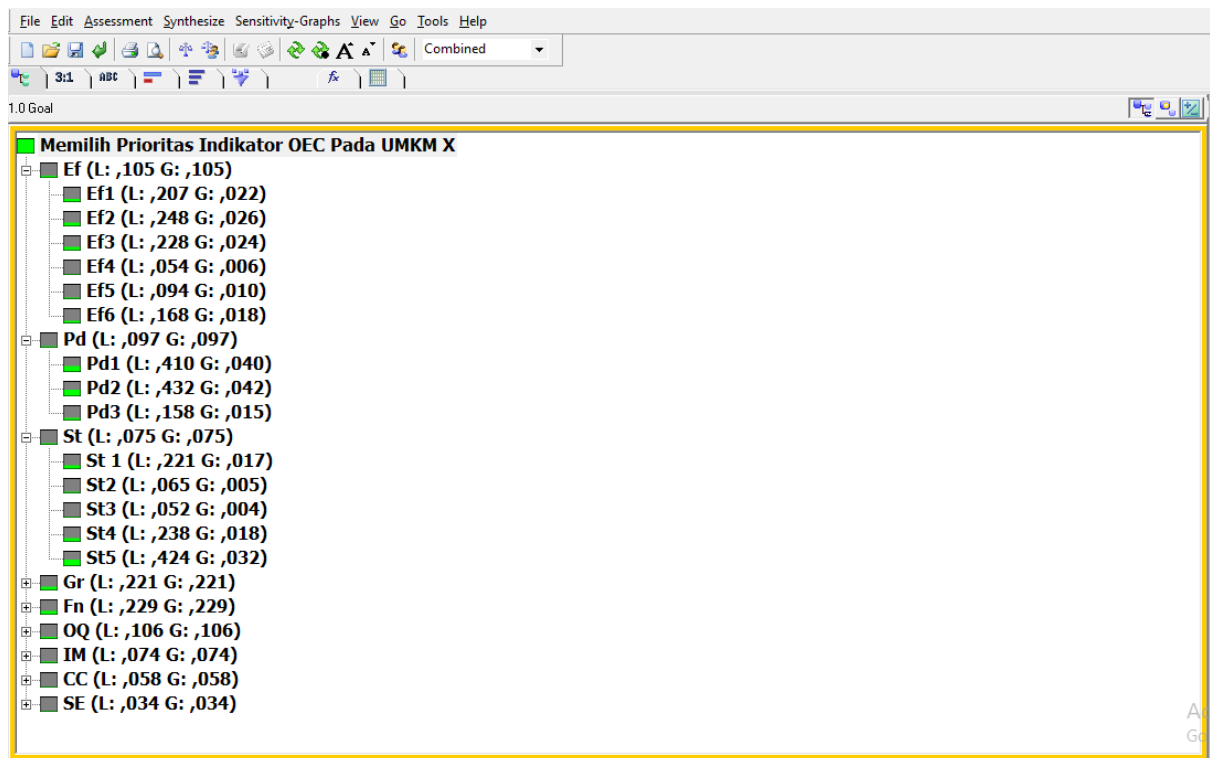 File Edit Assessment Synthesize Sensitivity-Graphs View Go Tools Help
A A Combined
3:1 ABC fx
1.0 Goal
Memilih Prioritas Indikator OEC Pada UMKM X
Ef (L: ,105 G: ,105)
Ef1 (L: ,207 G: ,022)
Ef2 (L: ,248 G: ,026)
Ef3 (L: ,228 G: ,024)
Ef4 (L: ,054 G: ,006)
Ef5 (L: ,094 G: ,010)
Ef6 (L: ,168 G: ,018)
Pd (L: ,097 G: ,097)
Pd1 (L: ,410 G: ,040)
Pd2 (L: ,432 G: ,042)
Pd3 (L: ,158 G: ,015)
St (L: ,075 G: ,075)
St 1 (L: ,221 G: ,017)
St2 (L: ,065 G: ,005)
St3 (L: ,052 G: ,004)
St4 (L: ,238 G: ,018)
St5 (L: ,424 G: ,032)
Gr (L: ,221 G: ,221)
Fn (L: ,229 G: ,229)
OQ (L: ,106 G: ,106)
IM (L: ,074 G: ,074)
CC (L: ,058 G: ,058)
SE (L: ,034 G: ,034)